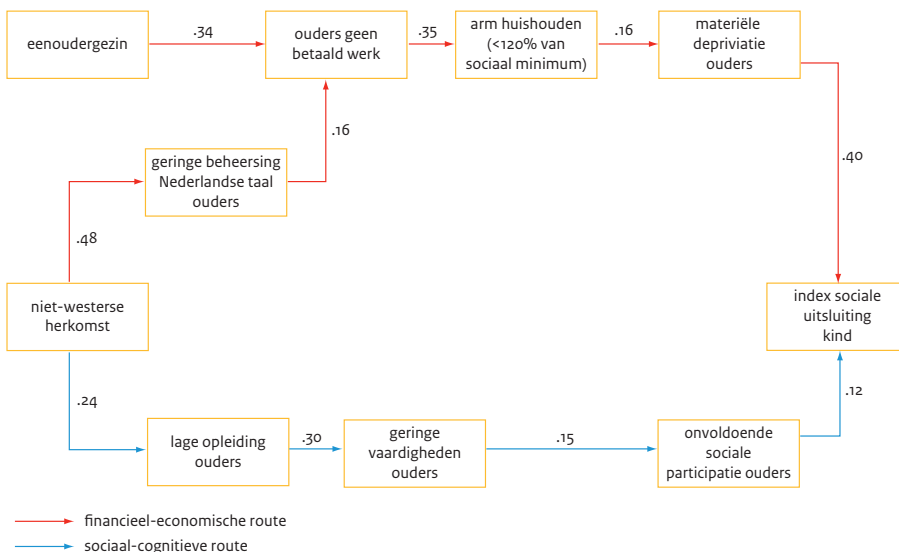 eenoudergezin
.34
ouders geen
betaald werk
.35
arm huishouden
(<120% van
sociaal minimum)
.16
materiële
depriviatie
ouders
.16
.40
geringe beheersing
Nederlandse taal
ouders
.48
niet-westerse
herkomst
index sociale
uitsluiting
kind
.24
.12
lage opleiding
ouders
.30
geringe
vaardigheden
ouders
.15
onvoldoende
sociale
participatie ouders
financieel-economische route
sociaal-cognitieve route